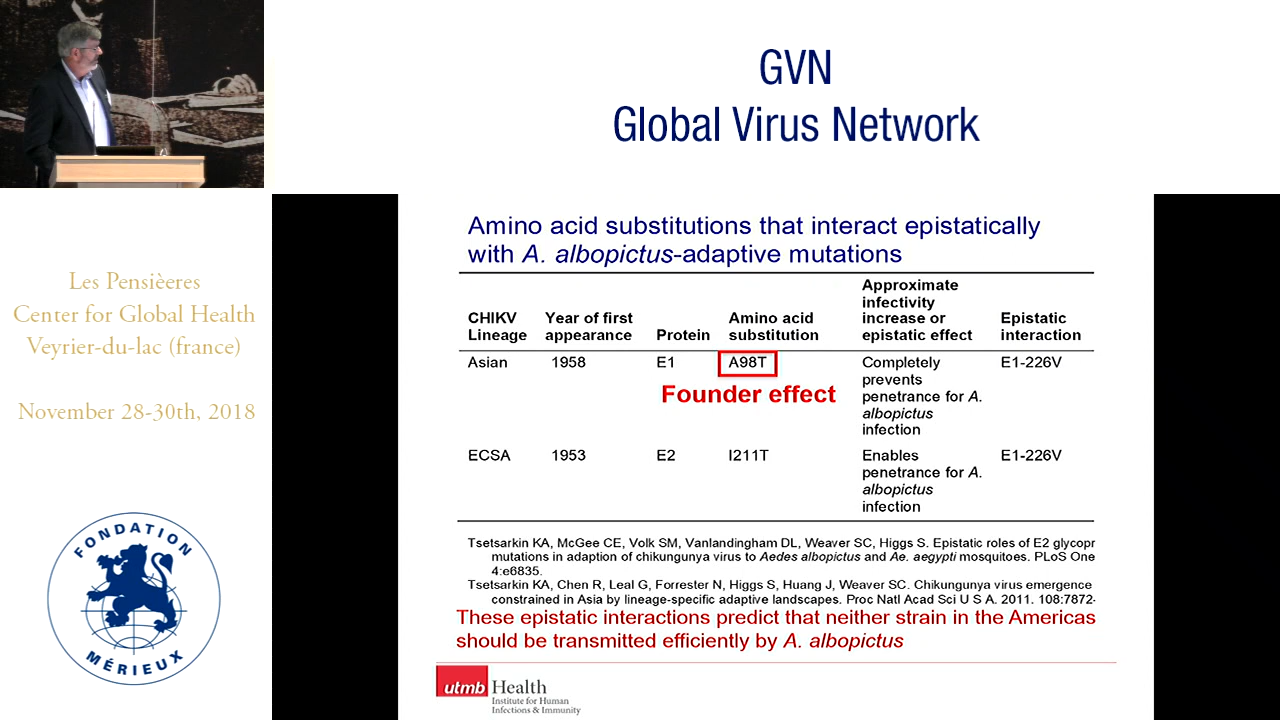 GVN
Global Virus Network
Les Pensièeres
Center for Global Health
Veyrier-du-lac (france)
November 28-30th, 2018
FONDATION
MÉRIEUX
Amino acid substitutions that interact epistatically
with A. albopictus-adaptive mutations
CHIKV Lineage Year of first appearance Protein Amino acid substitution Approximate infectivity increase or epistatic effect Epistatic interaction
Asian 1958 E1 A98T Completely prevents penetrance for A. albopictus infection E1-226V
Founder effect
ECSA 1953 E2 I211T Enables penetrance for A. albopictus infection E1-226V
Tsetsarkin KA, McGee CE, Volk SM, Vanlandingham DL, Weaver SC, Higgs S. Epistatic roles of E2 glycopr
mutations in adaption of chikungunya virus to Aedes albopictus and Ae. aegypti mosquitoes. PLoS One
4:e6835.
Tsetsarkin KA, Chen R, Leal G, Forrester N, Higgs S, Huang J, Weaver SC. Chikungunya virus emergence
constrained in Asia by lineage-specific adaptive landscapes. Proc Natl Acad Sci U S A. 2011. 108:7872-
These epistatic interactions predict that neither strain in the Americas
should be transmitted efficiently by A. albopictus
utmb Health
Institute for Human
Infections & Immunity